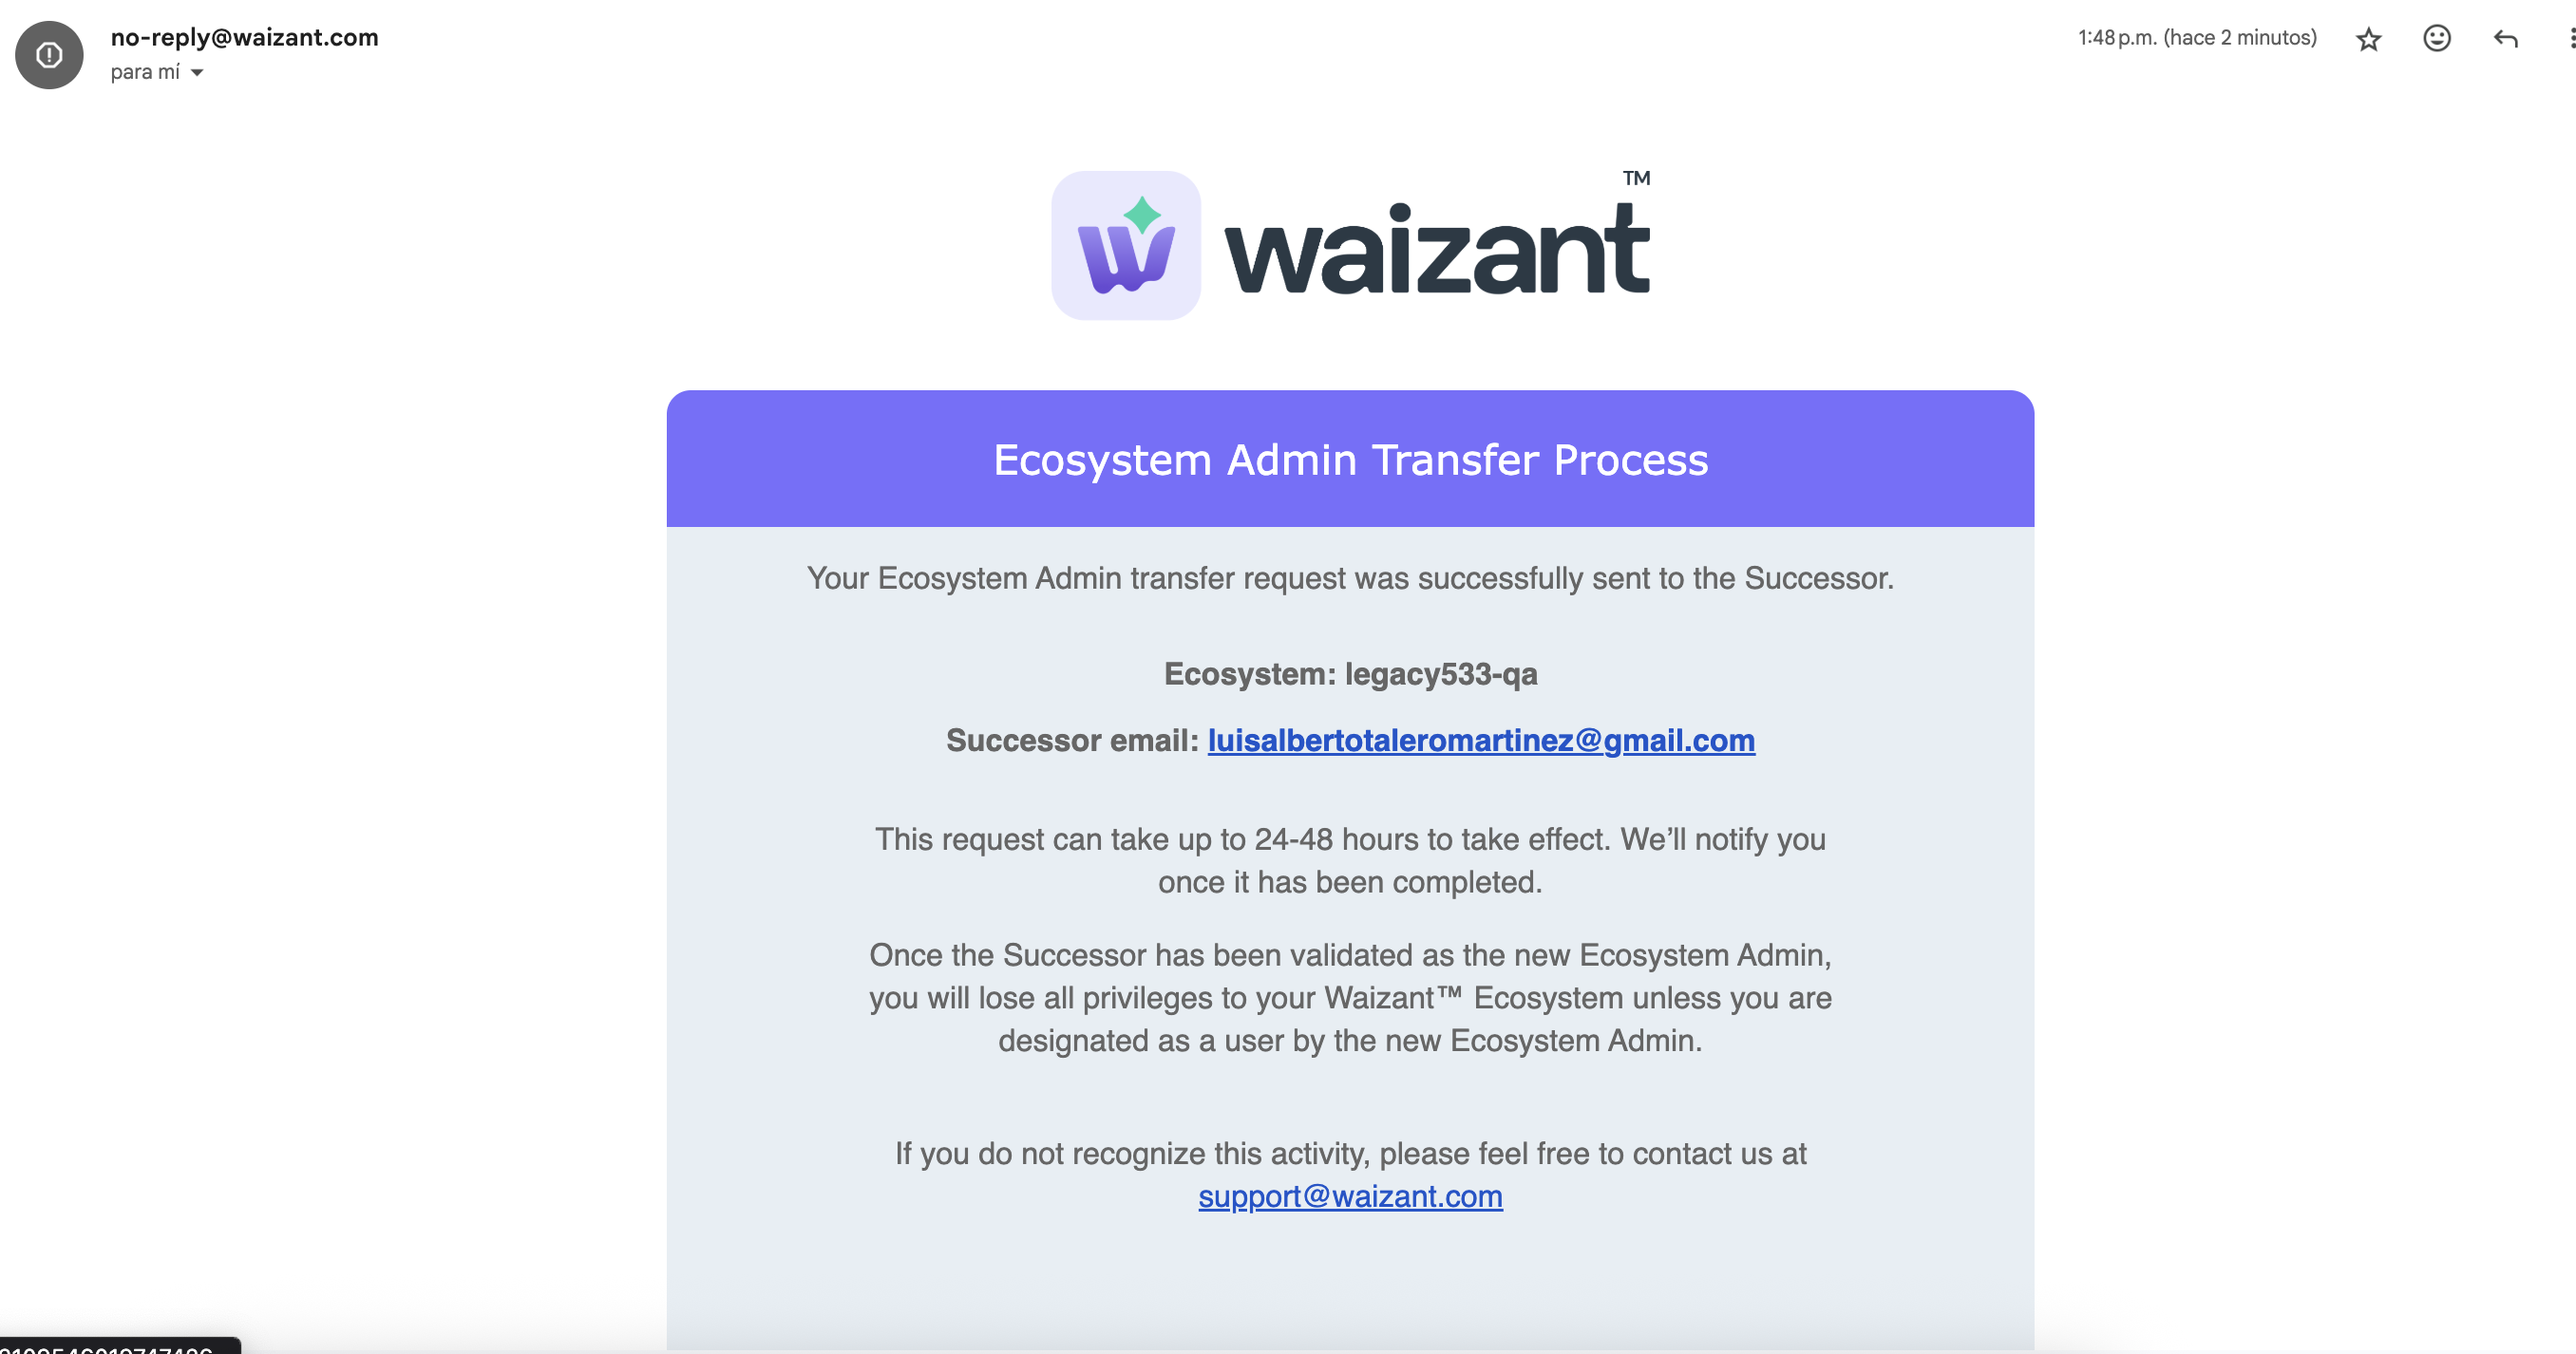 no-reply@waizant.com
1:48 p.m. (hace 2 minutos)
para mí
waizant™
Ecosystem Admin Transfer Process
Your Ecosystem Admin transfer request was successfully sent to the Successor.
Ecosystem: legacy533-qa
Successor email: luisalbertotaleromartinez@gmail.com
This request can take up to 24-48 hours to take effect. We’ll notify you
once it has been completed.
Once the Successor has been validated as the new Ecosystem Admin,
you will lose all privileges to your Waizant™ Ecosystem unless you are
designated as a user by the new Ecosystem Admin.
If you do not recognize this activity, please feel free to contact us at
support@waizant.com